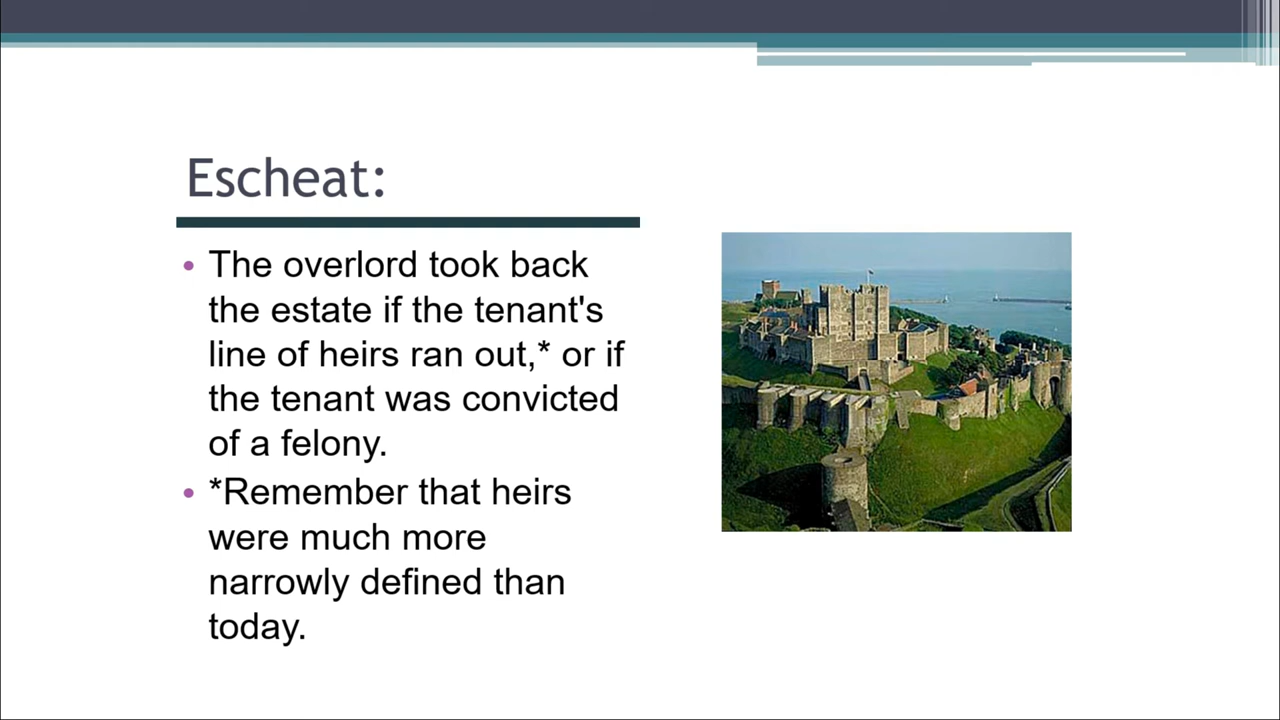 Escheat:
• The overlord took back
the estate if the tenant's
line of heirs ran out,* or if
the tenant was convicted
of a felony.
• *Remember that heirs
were much more
narrowly defined than
today.